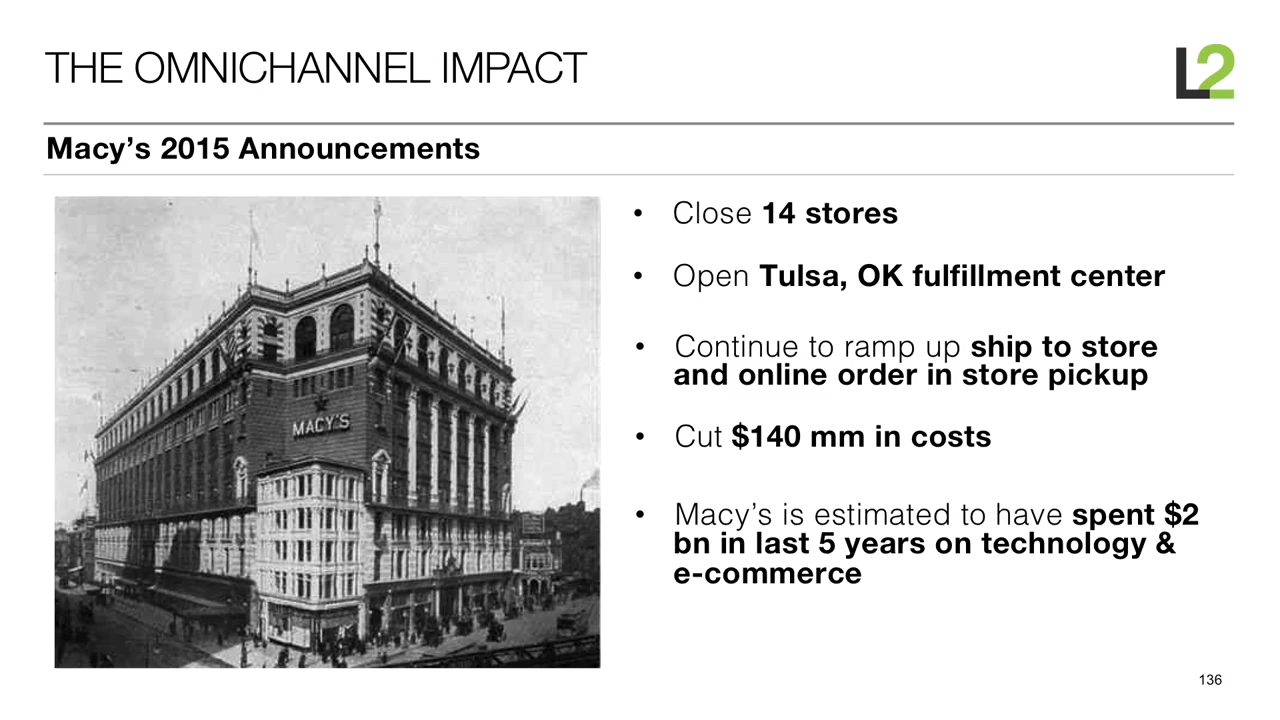 THE OMNICHANNEL IMPACT
L2
Macy’s 2015 Announcements
MACY'S
• Close 14 stores
• Open Tulsa, OK fulfillment center
• Continue to ramp up ship to store
and online order in store pickup
• Cut $140 mm in costs
• Macy’s is estimated to have spent $2
bn in last 5 years on technology &
e-commerce
136